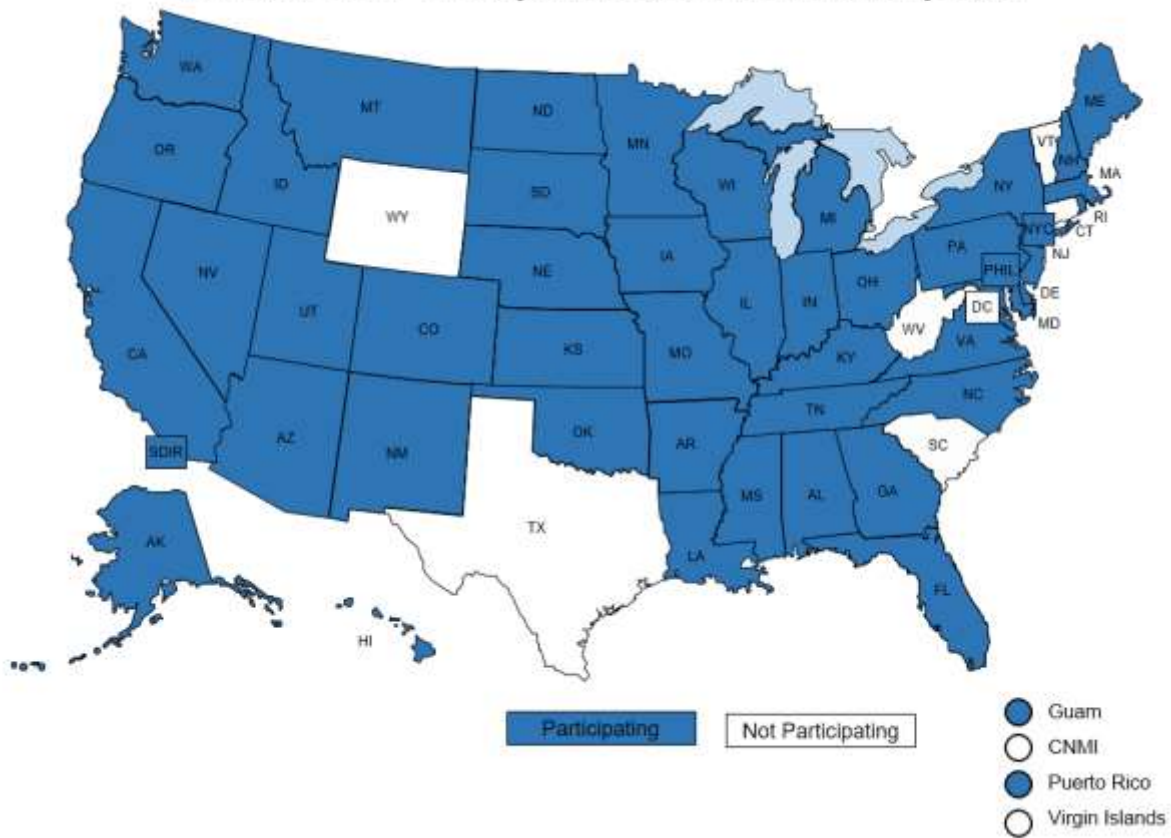 WA
MT
ND
MN
ME
VT
NH
OR
ID
SD
WI
NY
MA
WY
MI
RI
CT
NYC
PA
NJ
IA
NE
PHIL
NV
OH
DE
IL
IN
DC
UT
MD
CO
WV
VA
CA
KS
MO
KY
NC
TN
OK
AZ
AR
SC
SDIR
NM
MS
AL
GA
TX
AK
LA
FL
HI
Participating
Not Participating
Guam
CNMI
Puerto Rico
Virgin Islands